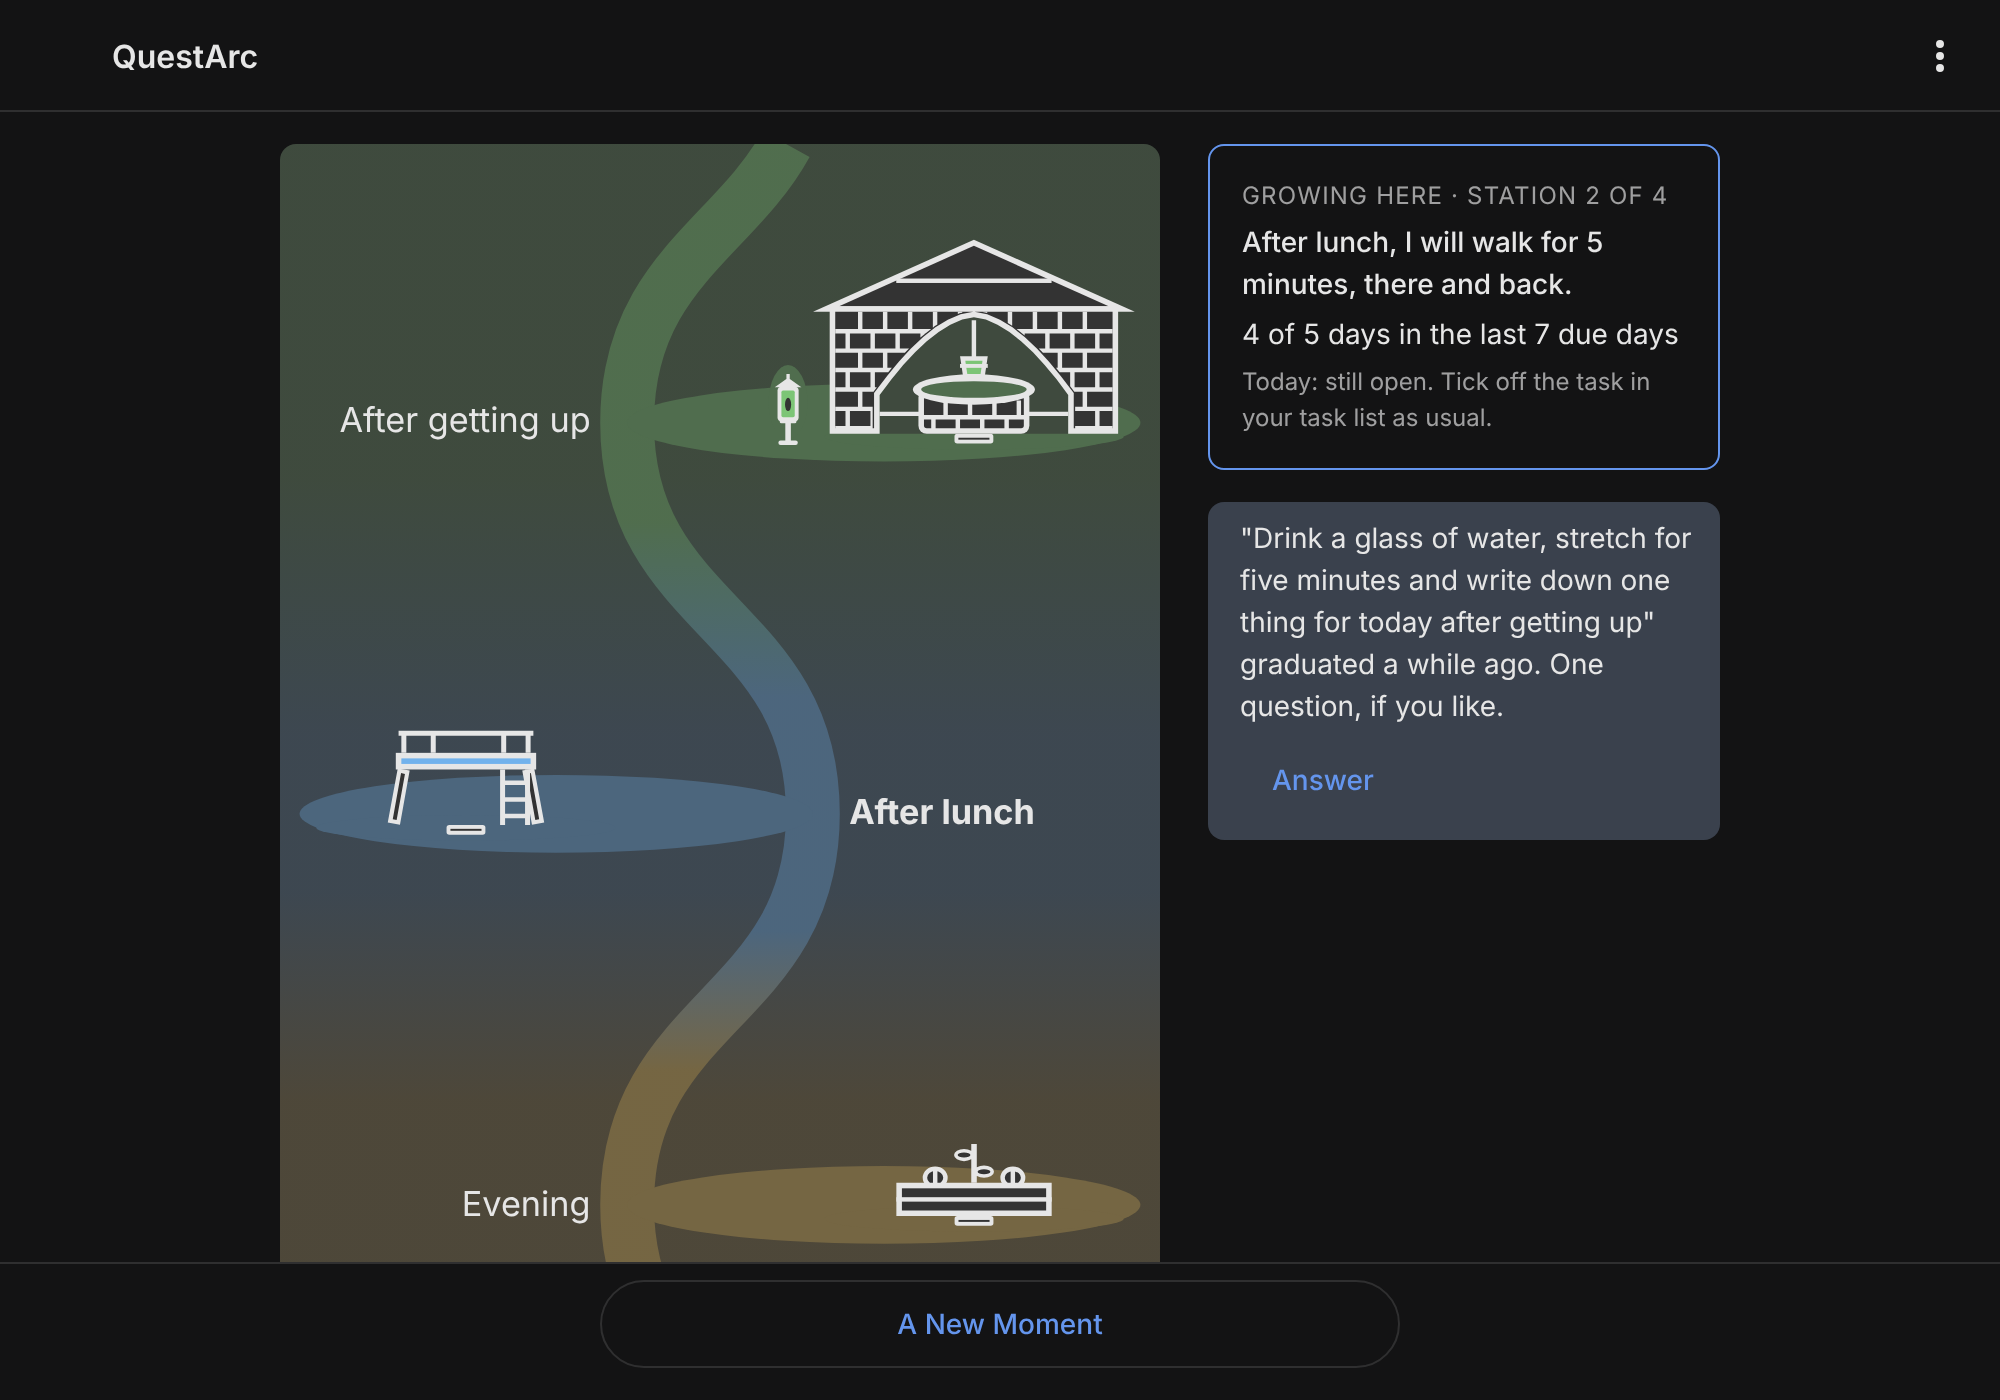 QuestArc
After getting up
After lunch
Evening
GROWING HERE · STATION 2 OF 4
After lunch, I will walk for 5
minutes, there and back.
4 of 5 days in the last 7 due days
Today: still open. Tick off the task in
your task list as usual.
"Drink a glass of water, stretch for
five minutes and write down one
thing for today after getting up"
graduated a while ago. One
question, if you like.
Answer
A New Moment